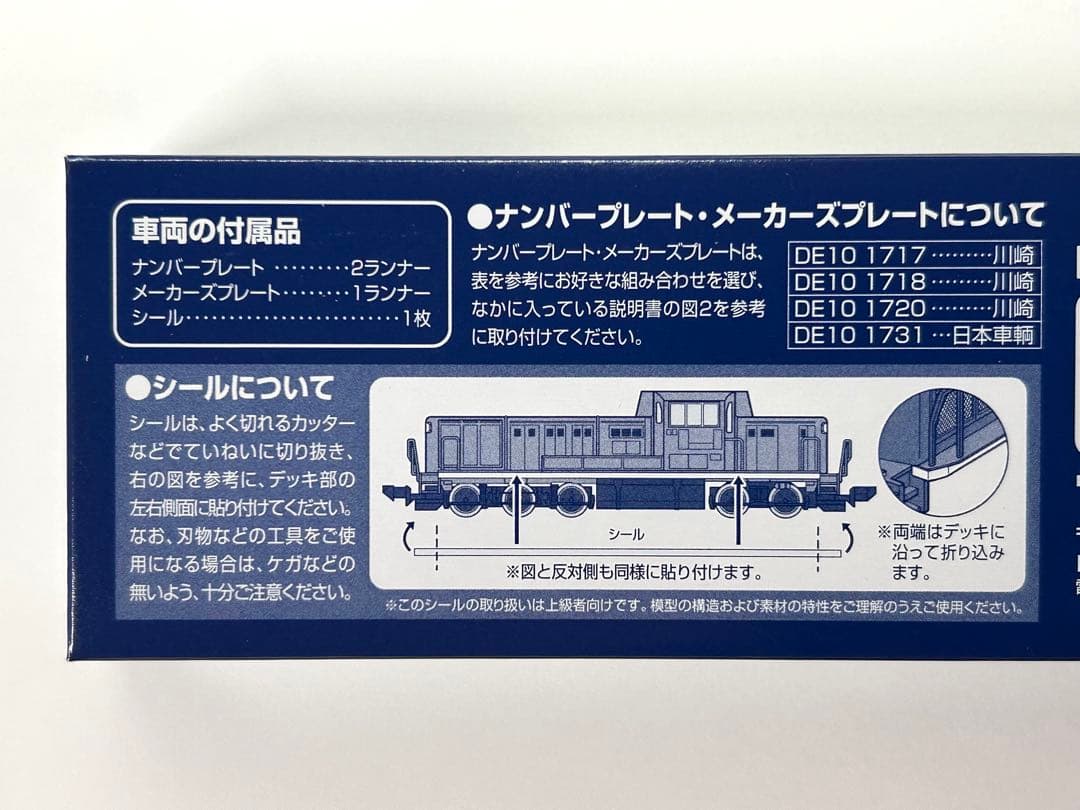 車両の付属品
ナンバープレート ·········2ランナー
メーカーズプレート········1ランナー
シール························1枚
●ナンバープレート・メーカーズプレートについて
ナンバープレート・メーカーズプレートは、
表を参考にお好きな組み合わせを選び、
なかに入っている説明書の図2を参考
に取り付けてください。
DE10 1717 ·········川崎
DE10 1718 ·········川崎
DE10 1720 ·········川崎
DE10 1731 ···日本車輌
●シールについて
シールは、よく切れるカッター
などでていねいに切り抜き、
右の図を参考に、デッキ部の
左右側面に貼り付けてください。
なお、刃物などの工具をご使
用になる場合は、ケガなどの
無いよう、十分ご注意ください。
シール
※図と反対側も同様に貼り付けます。
※両端はデッキに
沿って折り込み
ます。
※このシールの取り扱いは上級者向けです。模型の構造および素材の特性をご理解のうえご使用ください。